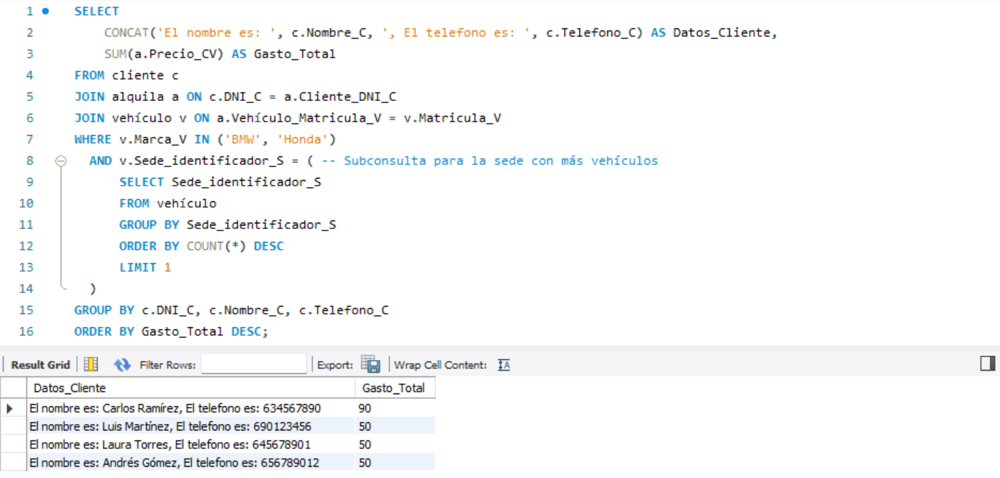 1 SELECT
2 CONCAT('El nombre es: ', c.Nombre_C, ', El telefono es: ', c.Telefono_C) AS Datos_Cliente,
3 SUM(a.Precio_CV) AS Gasto_Total
4 FROM cliente c
5 JOIN alquila a ON c.DNI_C = a.Cliente_DNI_C
6 JOIN vehículo v ON a.Vehículo_Matricula_V = v.Matricula_V
7 WHERE v.Marca_V IN ('BMW', 'Honda')
8 AND v.Sede_identificador_S = ( -- Subconsulta para la sede con más vehículos
9 SELECT Sede_identificador_S
10 FROM vehículo
11 GROUP BY Sede_identificador_S
12 ORDER BY COUNT(*) DESC
13 LIMIT 1
14 )
15 GROUP BY c.DNI_C, c.Nombre_C, c.Telefono_C
16 ORDER BY Gasto_Total DESC;
Result Grid Filter Rows: Export: Wrap Cell Content:
Datos_Cliente Gasto_Total
El nombre es: Carlos Ramírez, El telefono es: 634567890 90
El nombre es: Luis Martínez, El telefono es: 690123456 50
El nombre es: Laura Torres, El telefono es: 645678901 50
El nombre es: Andrés Gómez, El telefono es: 656789012 50